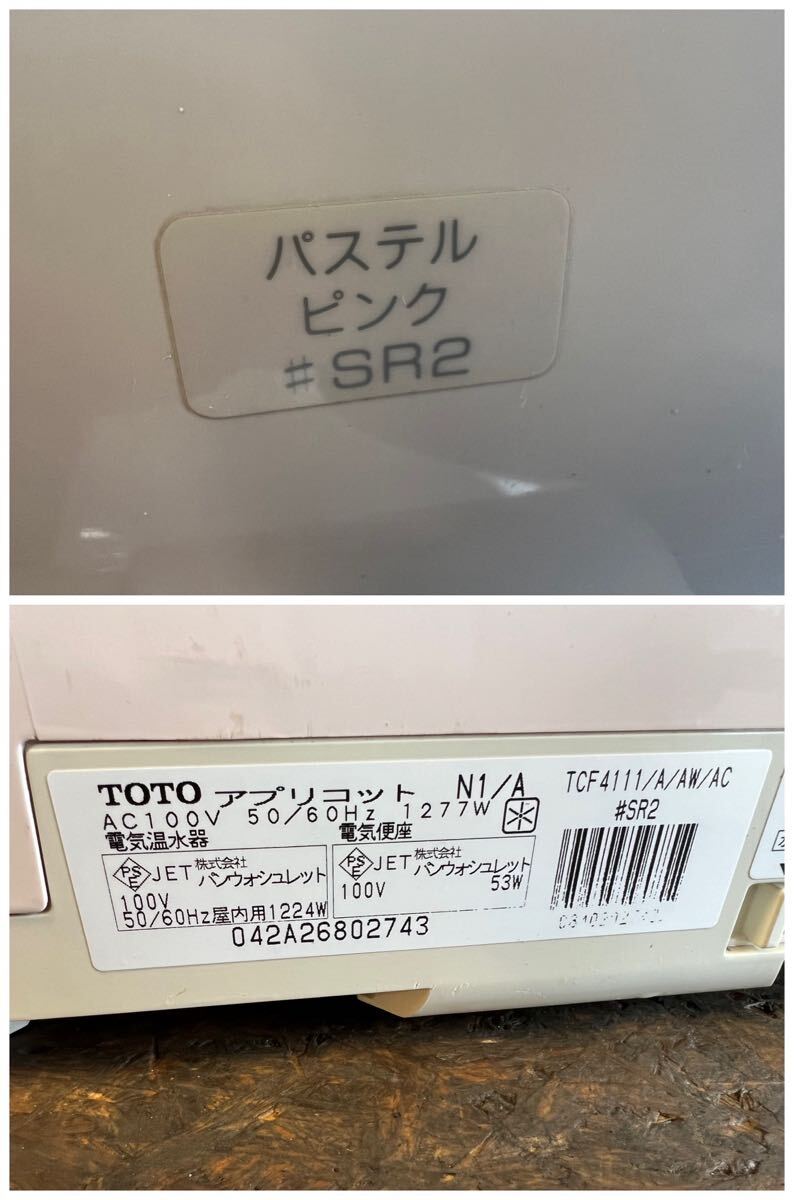 パステル
ピンク
#SR2
TOTO アプリコット N1/A
AC100V 50/60Hz 1277W
電気温水器
電気便座
PSE JET 株式会社
パンウォシュレット
100V
50/60Hz屋内用1224W
PSE JET 株式会社
パンウォシュレット
100V 53W
042A26802743
TCF4111/A/AW/AC
#SR2